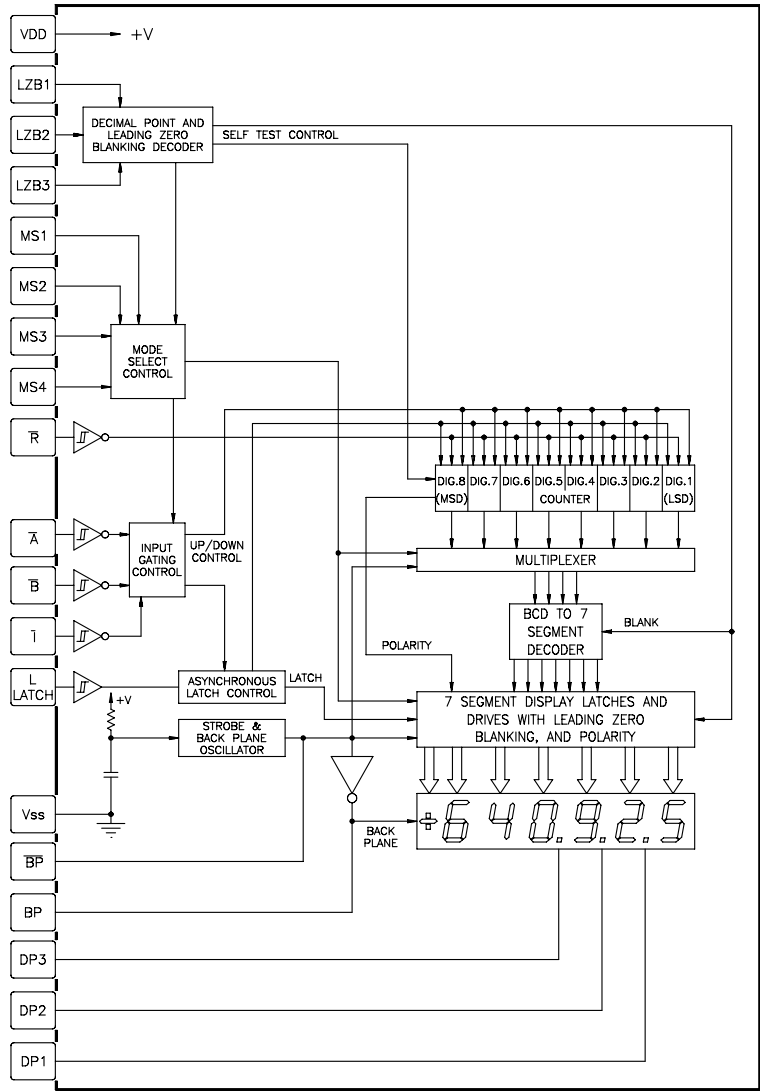 VDD
+V
LZB1
LZB2
LZB3
DECIMAL POINT AND
LEADING ZERO
BLANKING DECODER
SELF TEST CONTROL
MS1
MS2
MS3
MS4
MODE
SELECT
CONTROL
R̅
A̅
B̅
I̅
INPUT
GATING
CONTROL
UP/DOWN
CONTROL
DIG.8
(MSD)
DIG.7
DIG.6
DIG.5
DIG.4
DIG.3
DIG.2
DIG.1
(LSD)
COUNTER
MULTIPLEXER
BCD TO 7
SEGMENT
DECODER
BLANK
POLARITY
L
LATCH
ASYNCHRONOUS
LATCH CONTROL
LATCH
+V
STROBE &
BACK PLANE
OSCILLATOR
7 SEGMENT DISPLAY LATCHES AND
DRIVES WITH LEADING ZERO
BLANKING, AND POLARITY
÷6 4 0.9.2.5
BACK
PLANE
Vss
B̅P̅
BP
DP3
DP2
DP1